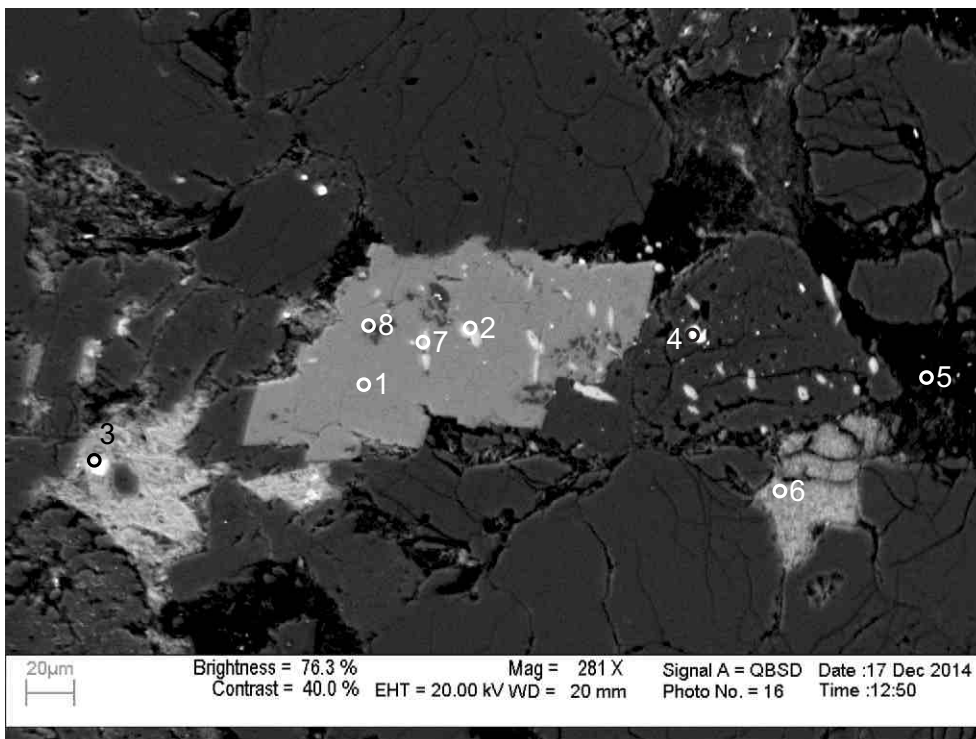 8
2
7
4
1
5
3
6
20µm
Brightness = 76.3 % Mag = 281 X Signal A = QBSD Date :17 Dec 2014
Contrast = 40.0 % EHT = 20.00 kV WD = 20 mm Photo No. = 16 Time :12:50